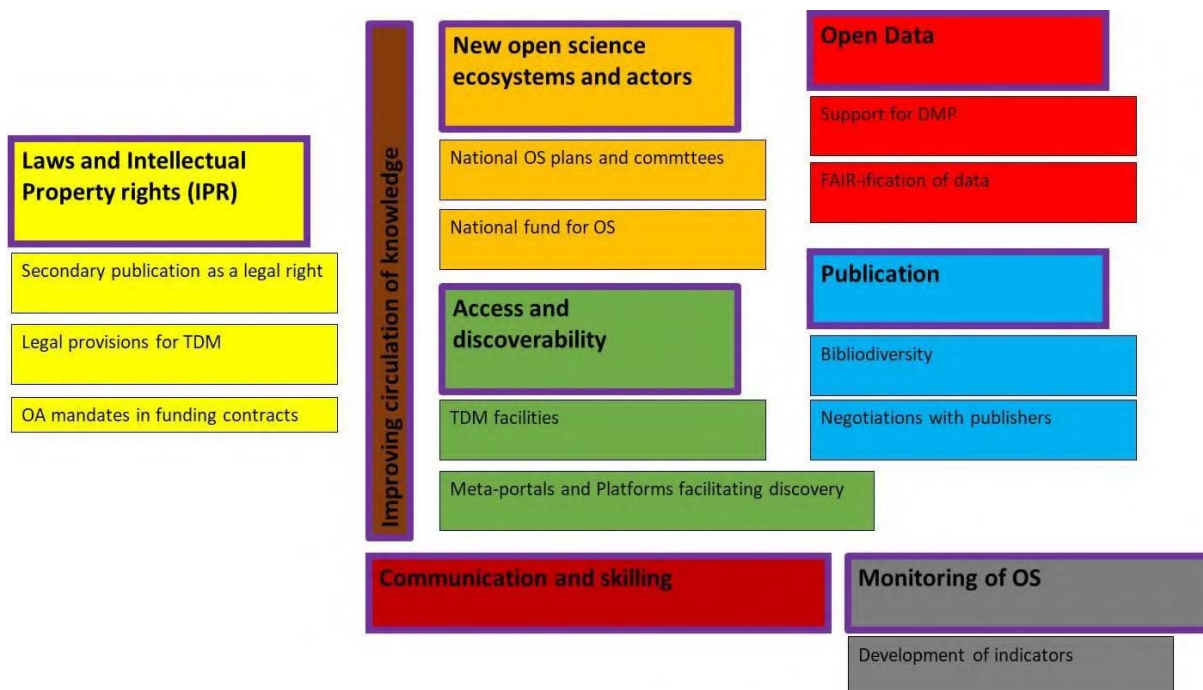 Laws and Intellectual
Property rights (IPR)
Secondary publication as a legal right
Legal provisions for TDM
OA mandates in funding contracts
Improving circulation of knowledge
New open science
ecosystems and actors
National OS plans and commttees
National fund for OS
Access and
discoverability
TDM facilities
Meta-portals and Platforms facilitating discovery
Open Data
Support for DMP
FAIR-ification of data
Publication
Bibliodiversity
Negotiations with publishers
Communication and skilling
Monitoring of OS
Development of indicators